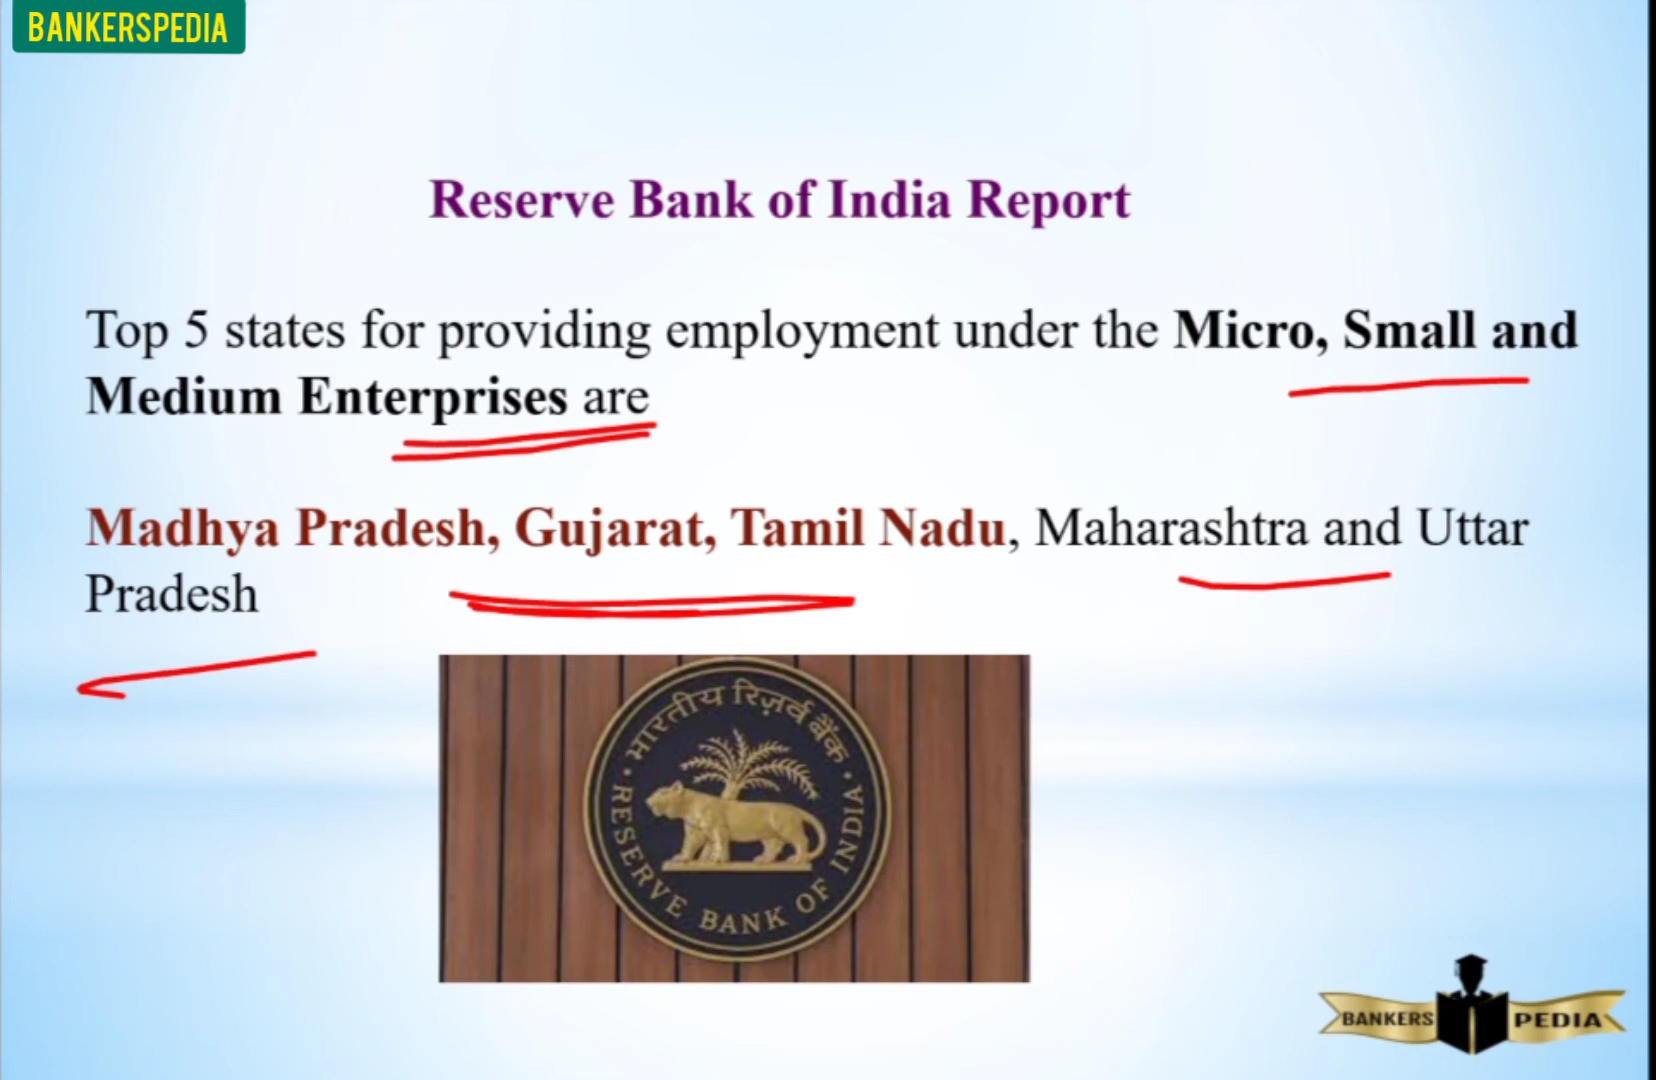 BANKERSPEDIA
Reserve Bank of India Report
Top 5 states for providing employment under the Micro, Small and
Medium Enterprises are
Madhya Pradesh, Gujarat, Tamil Nadu, Maharashtra and Uttar
Pradesh
भारतीय रिज़र्व बैंक
RESERVE BANK OF INDIA
BANKERS PEDIA